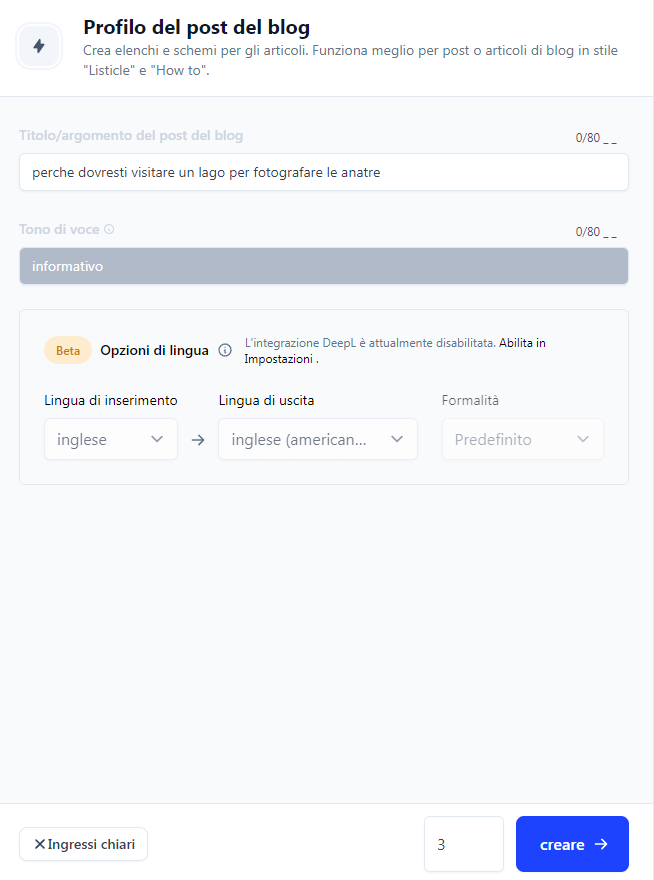 Profilo del post del blog
Crea elenchi e schemi per gli articoli. Funziona meglio per post o articoli di blog in stile
"Listicle" e "How to".
Titolo/argomento del post del blog
0/80 _ _
perche dovresti visitare un lago per fotografare le anatre
Tono di voce
0/80 _ _
informativo
Beta
Opzioni di lingua
L'integrazione DeepL è attualmente disabilitata. Abilita in
Impostazioni .
Lingua di inserimento
Lingua di uscita
Formalità
inglese
inglese (american...
Predefinito
Ingressi chiari
3
creare